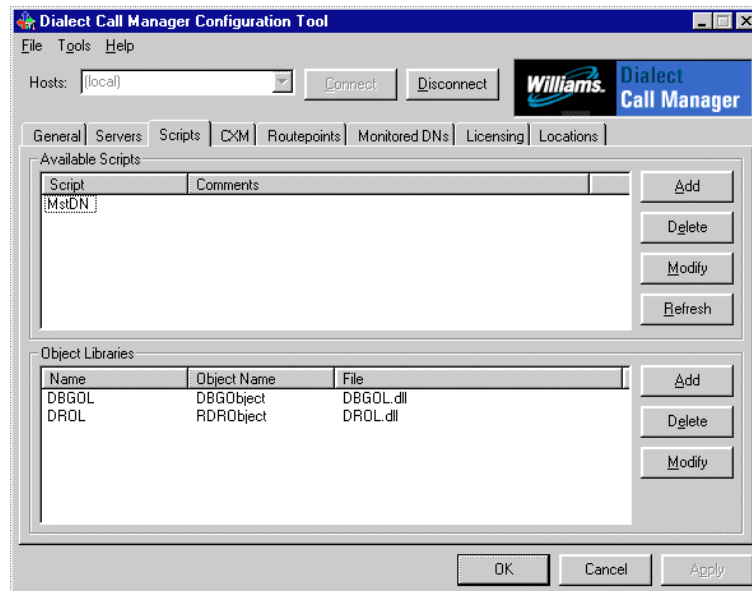 Dialect Call Manager Configuration Tool
File Tools Help
Hosts: (local) Connect Disconnect Williams. Dialect
Call Manager
General Servers Scripts CXM Routepoints Monitored DNs Licensing Locations
Available Scripts
Script Comments Add
MstDN
Delete
Modify
Refresh
Object Libraries
Name Object Name File Add
DBGOL DBGObject DBGOL.dll
DROL RDRObject DROL.dll
Delete
Modify
OK Cancel Apply